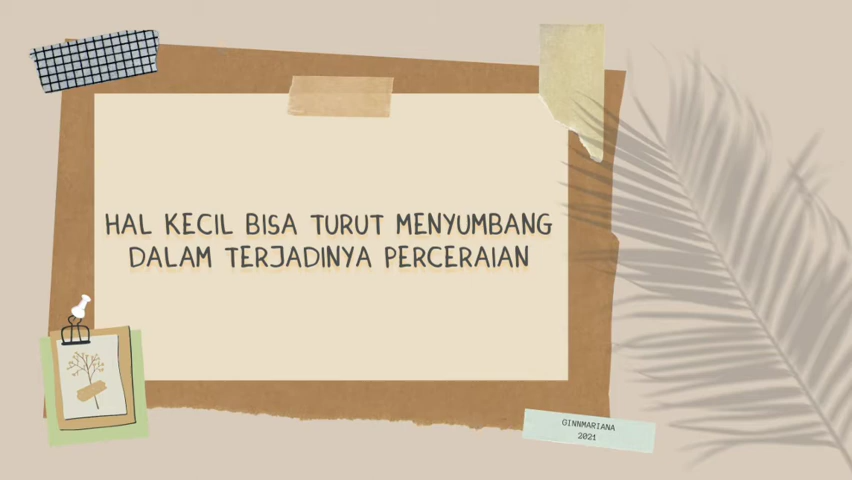 HAL KECIL BISA TURUT MENYUMBANG
DALAM TERJADINYA PERCERAIAN
GINNMARIANA
2021